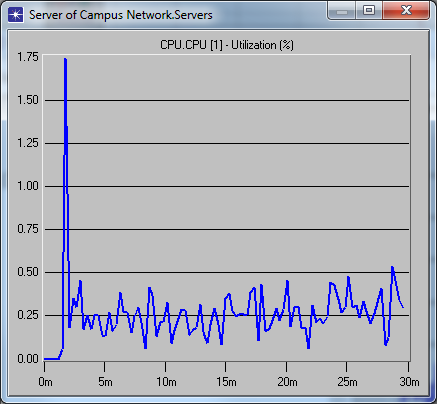 Server of Campus Network.Servers
CPU.CPU [1] - Utilization (%)
1.75
1.50
1.25
1.00
0.75
0.50
0.25
0.00
0m 5m 10m 15m 20m 25m 30m